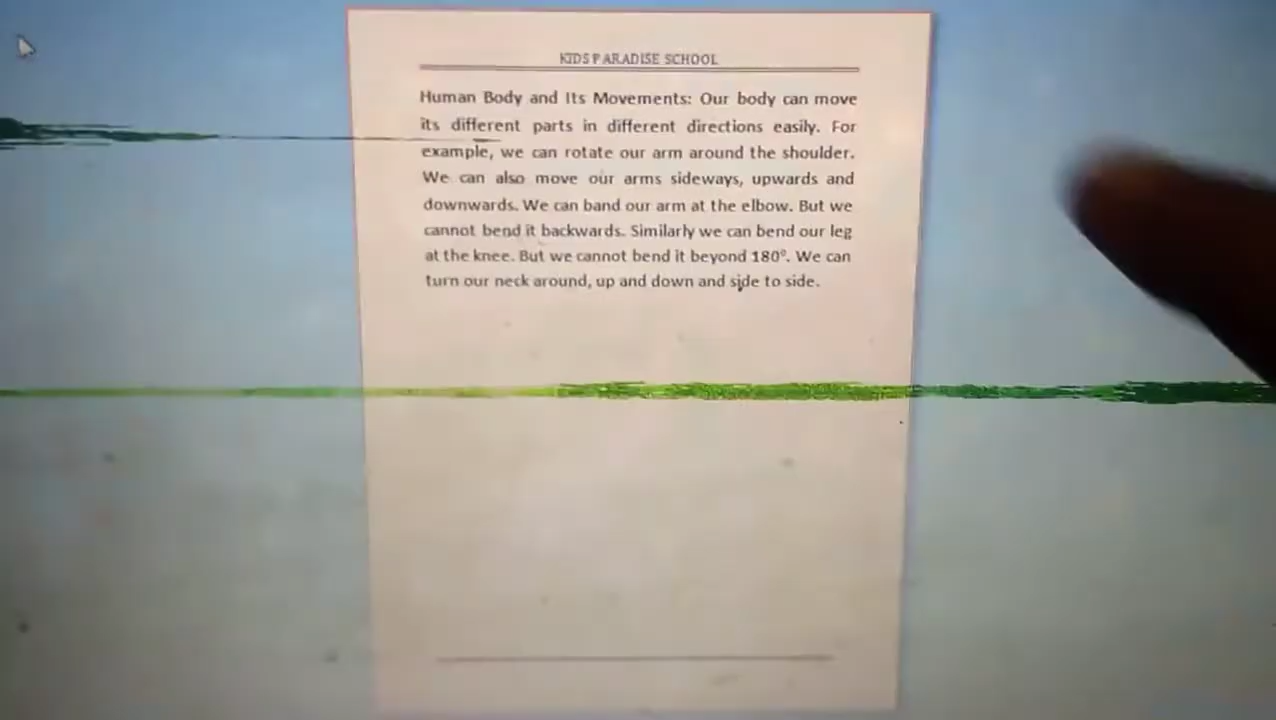 KIDS PARADISE SCHOOL
Human Body and Its Movements: Our body can move
its different parts in different directions easily. For
example, we can rotate our arm around the shoulder.
We can also move our arms sideways, upwards and
downwards. We can band our arm at the elbow. But we
cannot bend it backwards. Similarly we can bend our leg
at the knee. But we cannot bend it beyond 180°. We can
turn our neck around, up and down and side to side.